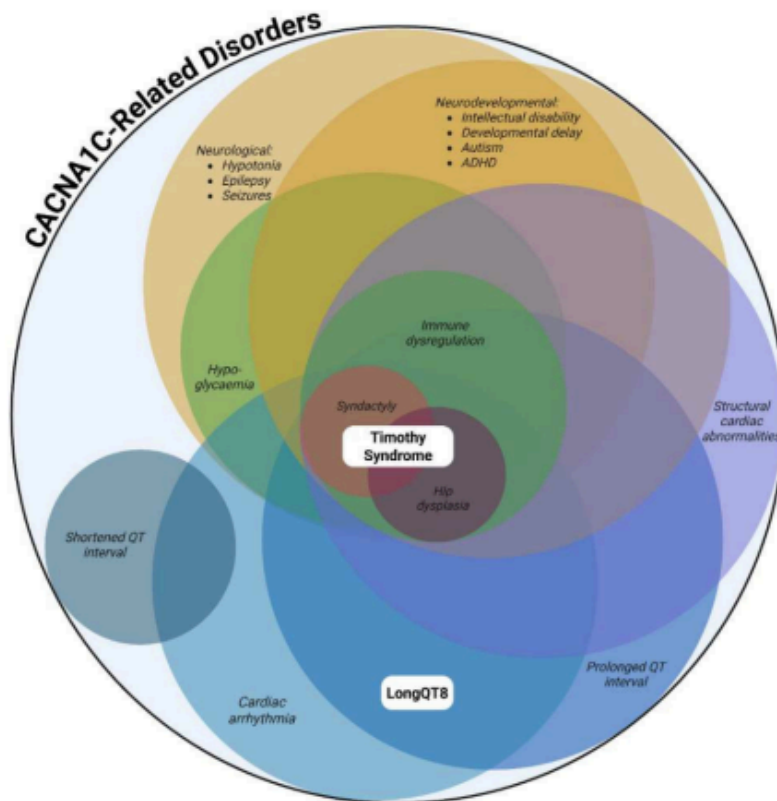 CACNA1C-Related Disorders
Neurodevelopmental:
• Intellectual disability
• Developmental delay
• Autism
• ADHD
Neurological:
• Hypotonia
• Epilepsy
• Seizures
Immune
dysregulation
Hypo-
glycaemia
Syndactyly
Structural
cardiac
abnormalities
Timothy
Syndrome
Hip
dysplasia
Shortened QT
interval
Prolonged QT
interval
LongQT8
Cardiac
arrhythmia